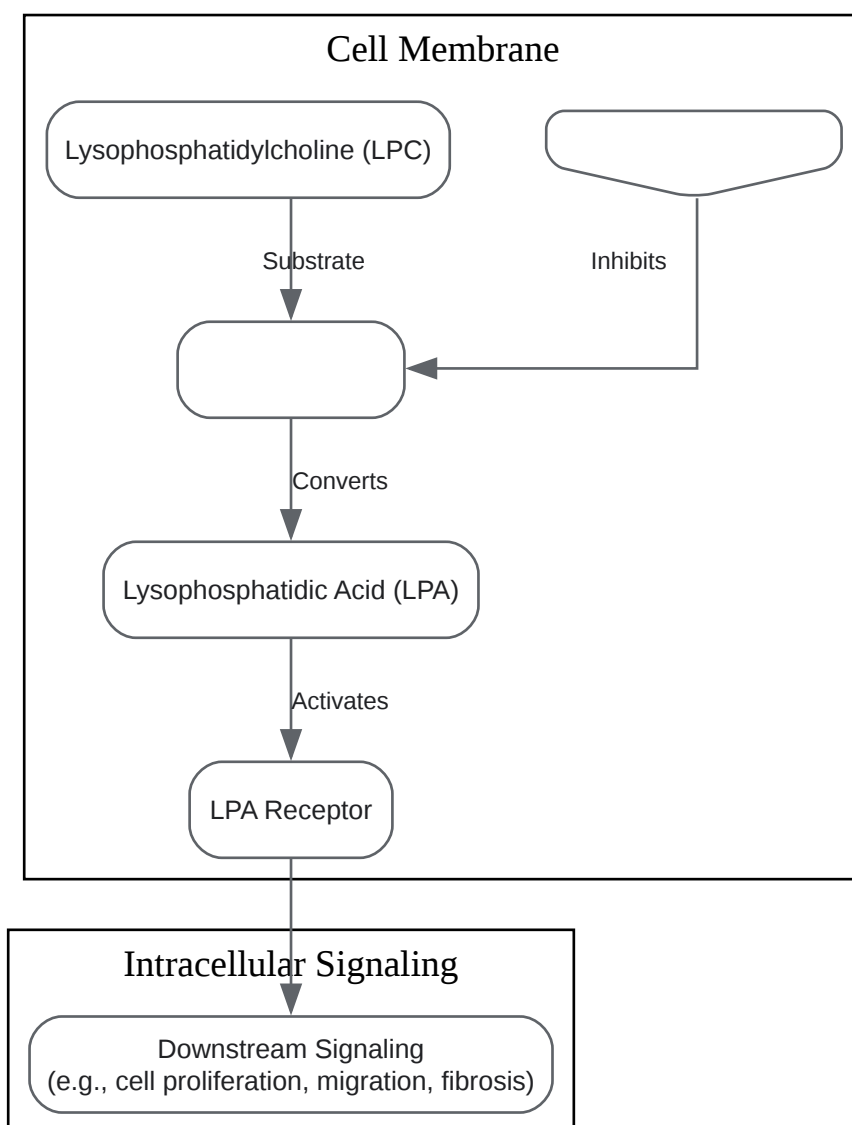 Cell Membrane
Lysophosphatidylcholine (LPC)
Substrate
Inhibits
Converts
Lysophosphatidic Acid (LPA)
Activates
LPA Receptor
Intracellular Signaling
Downstream Signaling
(e.g., cell proliferation, migration, fibrosis)